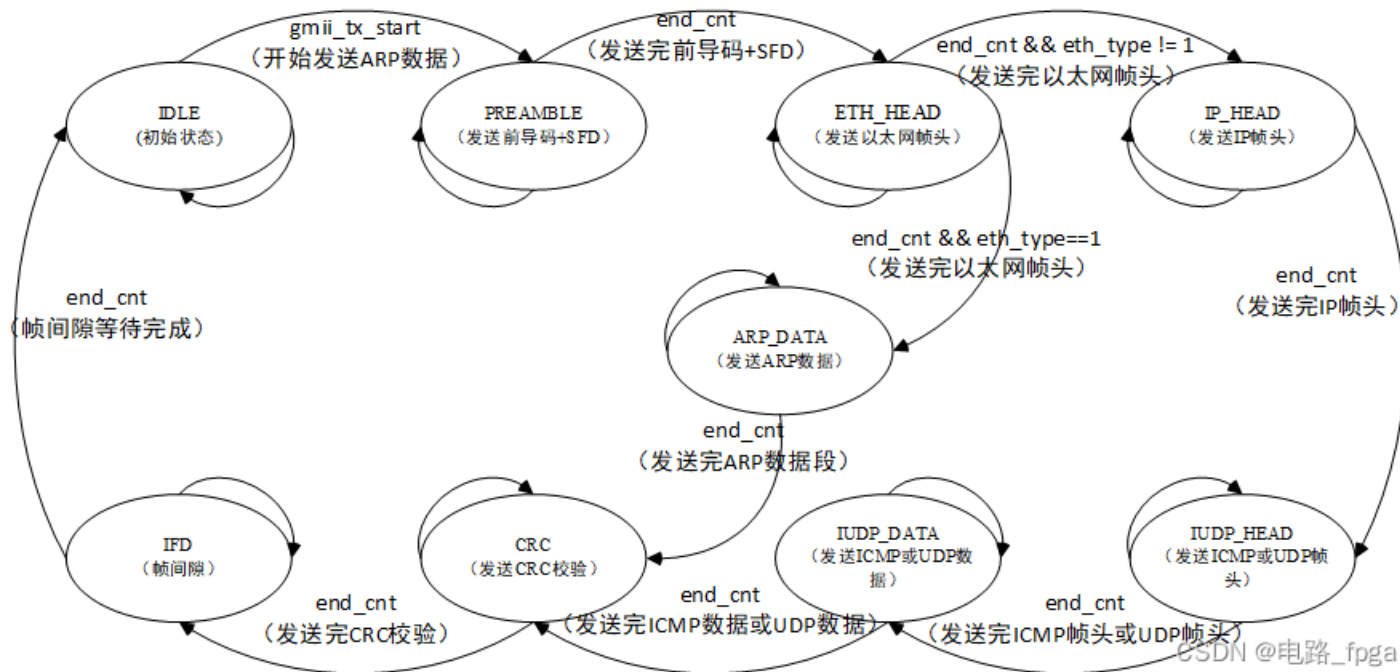 gmii_tx_start
（开始发送ARP数据）
end_cnt
（发送完前导码+SFD）
end_cnt && eth_type != 1
（发送完以太网帧头）
IDLE
(初始状态)
PREAMBLE
（发送前导码+SFD）
ETH_HEAD
（发送以太网帧头）
IP_HEAD
（发送IP帧头）
end_cnt && eth_type==1
（发送完以太网帧头）
end_cnt
（发送完IP帧头）
end_cnt
（帧间隙等待完成）
ARP_DATA
（发送ARP数据）
end_cnt
（发送完ARP数据段）
IFD
（帧间隙）
CRC
（发送CRC校验）
IUDP_DATA
（发送ICMP或UDP数
据）
IUDP_HEAD
（发送ICMP或UDP帧
头）
end_cnt
（发送完CRC校验）
end_cnt
（发送完ICMP数据或UDP数据）
end_cnt
（发送完ICMP帧头或UDP帧头）
CSDN @电路_fpga